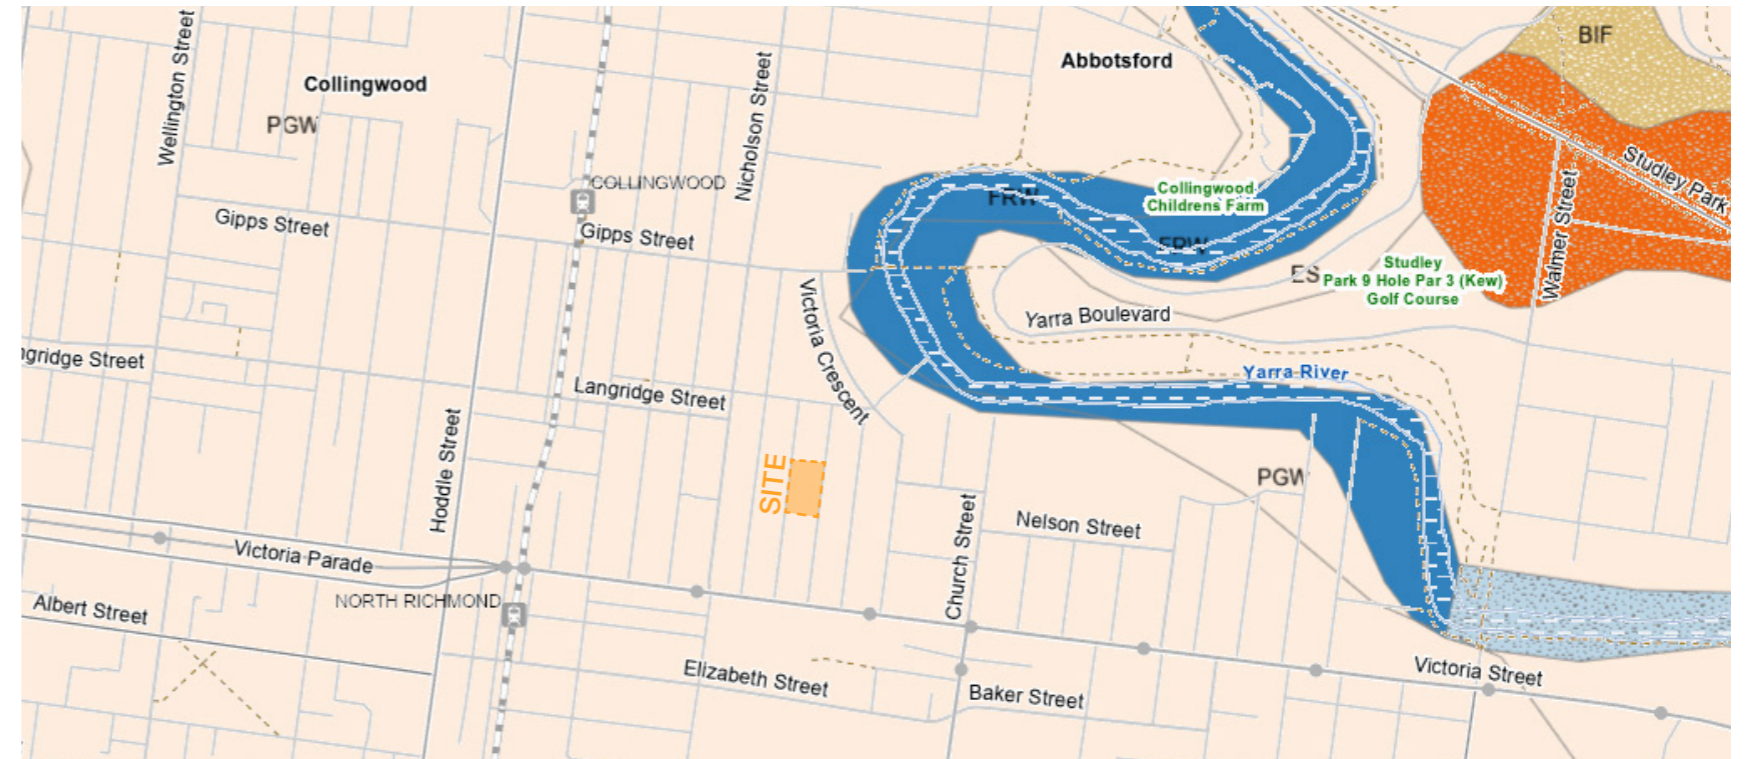 BIF
Abbotsford
Collingwood
PGW
Wellington Street
Nicholson Street
COLLINGWOOD
Studley Park
Walmer Street
Collingwood
Childrens Farm
FRW
FRW
Gipps Street
Gipps Street
ES
Studley
Park 9 Hole Par 3 (Kew)
Golf Course
Yarra Boulevard
Victoria Crescent
ngridge Street
Langridge Street
Yarra River
Hoddle Street
SITE
PGW
Nelson Street
Church Street
Victoria Parade
NORTH RICHMOND
Albert Street
Elizabeth Street
Baker Street
Victoria Street